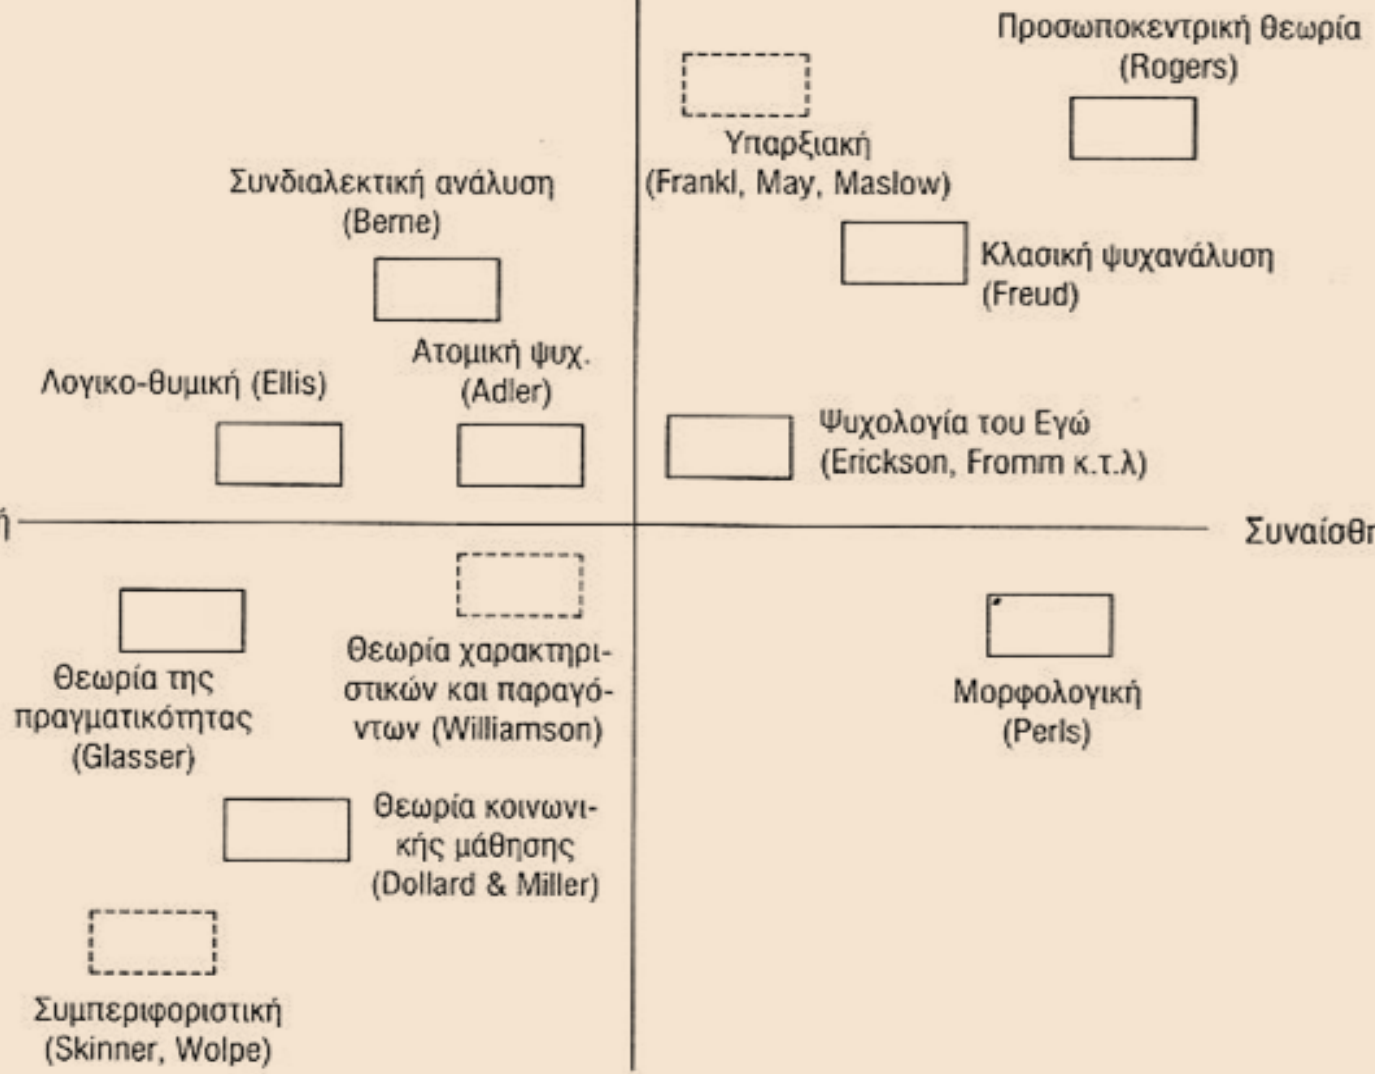 Προσωποκεντρική θεωρία
(Rogers)
Υπαρξιακή
(Frankl, May, Maslow)
Συνδιαλεκτική ανάλυση
(Berne)
Κλασική ψυχανάλυση
(Freud)
Ατομική ψυχ.
(Adler)
Λογικο-θυμική (Ellis)
Ψυχολογία του Εγώ
(Erickson, Fromm κ.τ.λ)
Συναίσθη
Θεωρία της
πραγματικότητας
(Glasser)
Θεωρία χαρακτηρι-
στικών και παραγό-
ντων (Williamson)
Μορφολογική
(Perls)
Θεωρία κοινωνι-
κής μάθησης
(Dollard & Miller)
Συμπεριφοριστική
(Skinner, Wolpe)